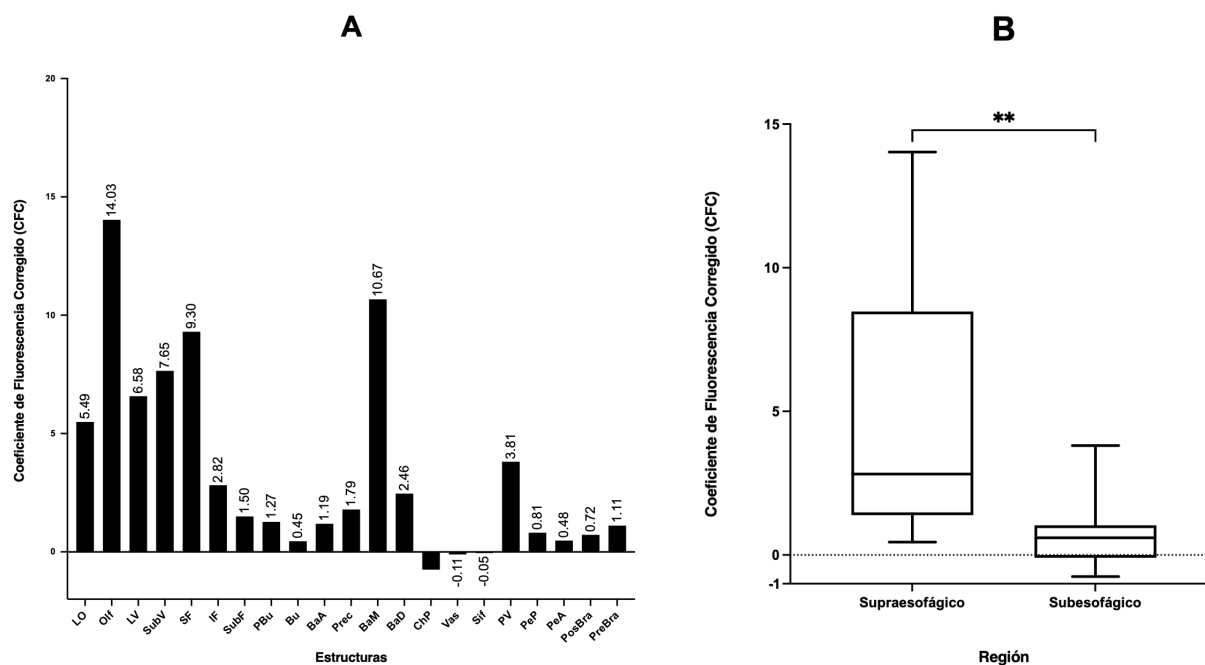 A
Coeficiente de Fluorescencia Corregido (CFC)
20
15
10
5
0
5.49
14.03
6.58
7.65
9.30
2.82
1.50
1.27
0.45
1.19
1.79
10.67
2.46
-0.11
-0.05
3.81
0.81
0.48
0.72
1.11
LO
Olf
LV
SubV
SF
IF
SubF
PBu
Bu
BaA
Prec
BaM
BaD
ChP
Vas
Sif
PV
PeP
PeA
PosBra
PreBra
Estructuras
B
Coeficiente de Fluorescencia Corregido (CFC)
15
10
5
0
-1
**
Supraesofágico
Subesofágico
Región